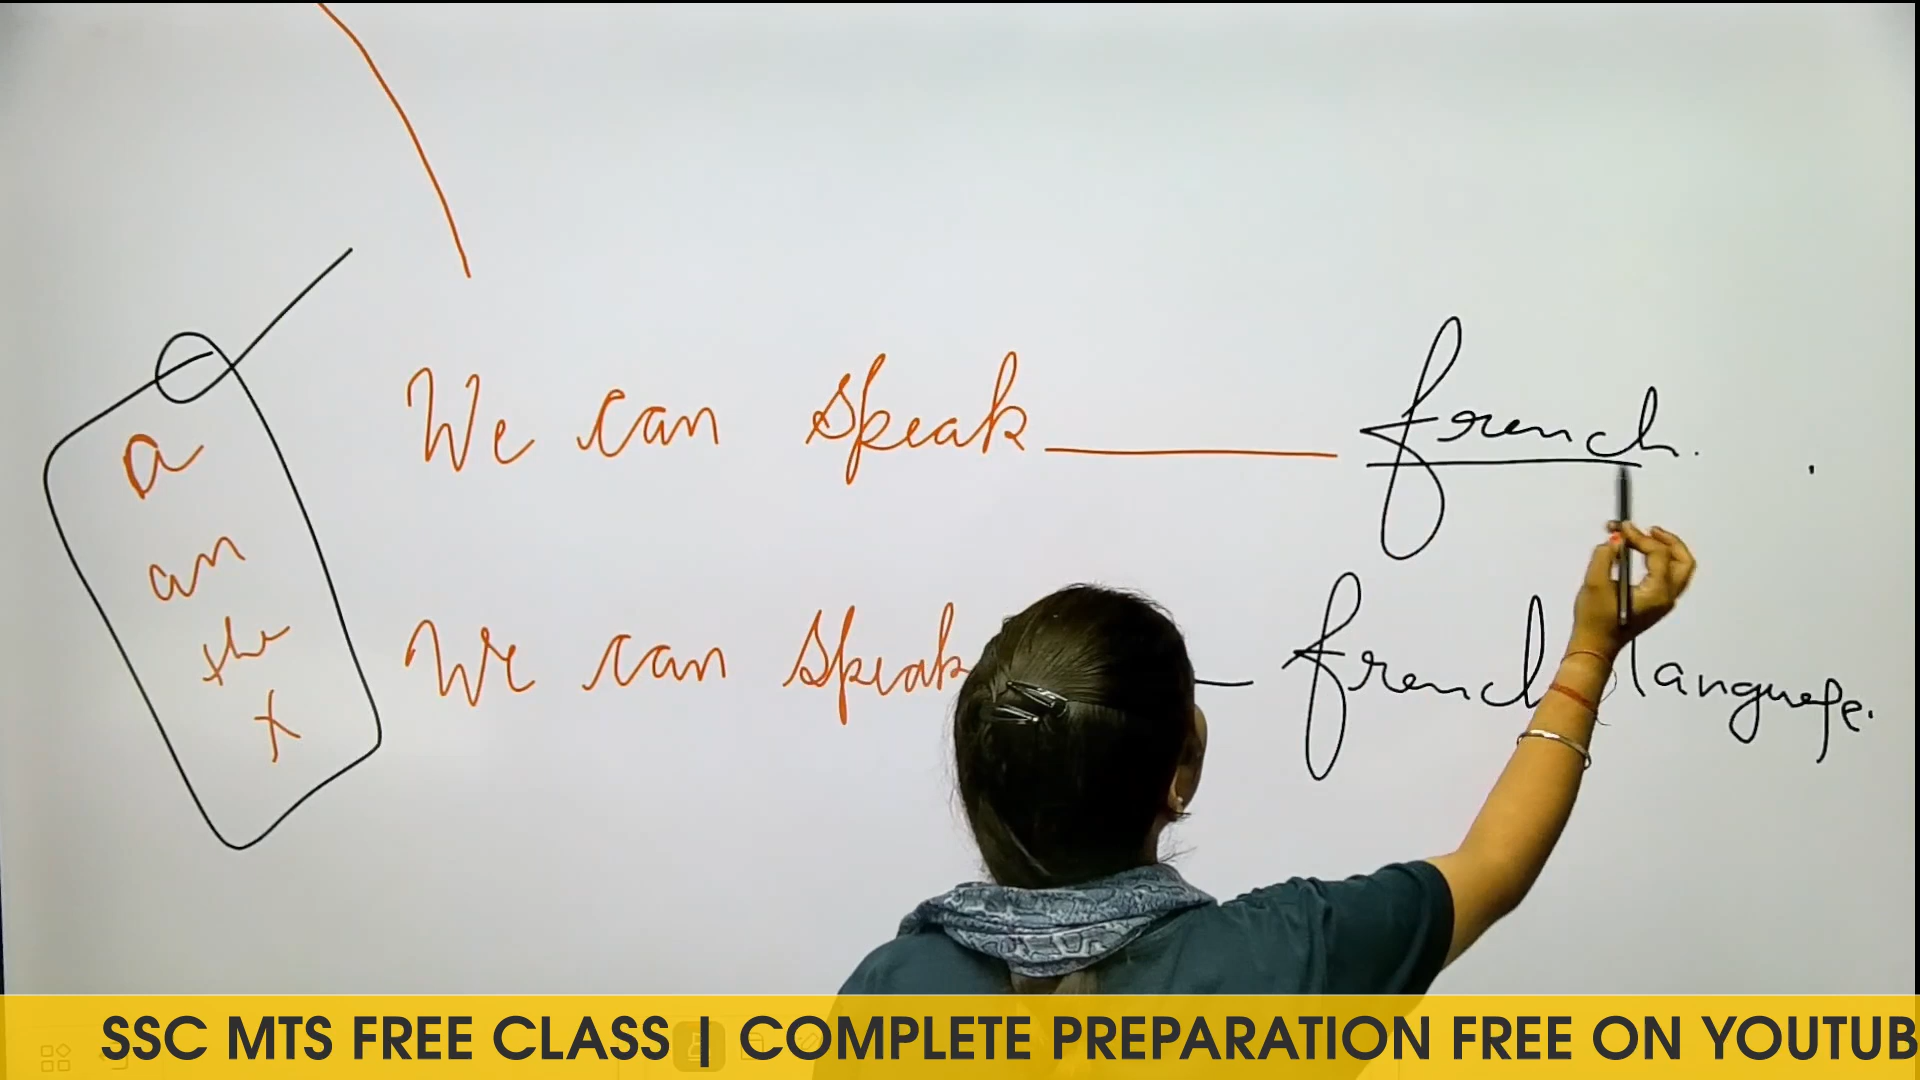 We can speak ______ french.
a
an
the
x
We can speak _ french language.
SSC MTS FREE CLASS | COMPLETE PREPARATION FREE ON YOUTUB